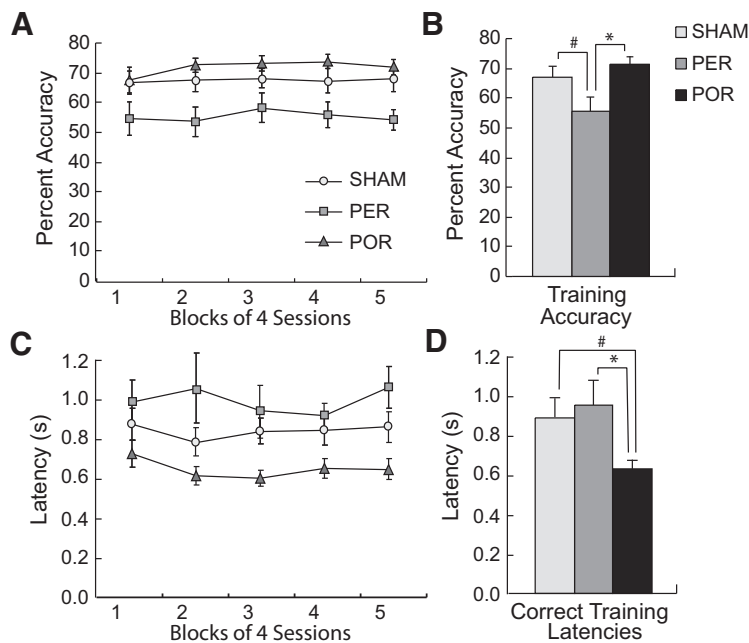 A
Percent Accuracy
80
70
60
50
40
30
20
10
0
SHAM
PER
POR
1 2 3 4 5
Blocks of 4 Sessions
B
Percent Accuracy
80
70
60
50
40
30
20
10
0
# *
Training
Accuracy
SHAM
PER
POR
C
Latency (s)
1.2
1.0
0.8
0.6
0.4
0.2
0.0
1 2 3 4 5
Blocks of 4 Sessions
D
Latency (s)
1.2
1.0
0.8
0.6
0.4
0.2
0.0
#
*
Correct Training
Latencies